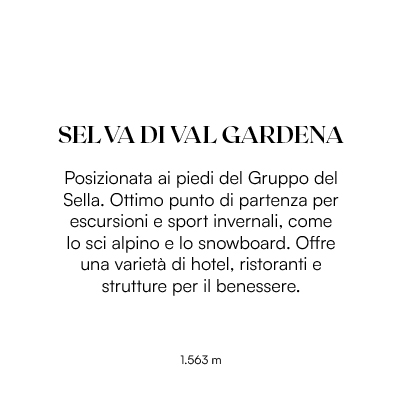 SELVA DI VAL GARDENA
Posizionata ai piedi del Gruppo del
Sella. Ottimo punto di partenza per
escursioni e sport invernali, come
lo sci alpino e lo snowboard. Offre
una varietà di hotel, ristoranti e
strutture per il benessere.
1.563 m